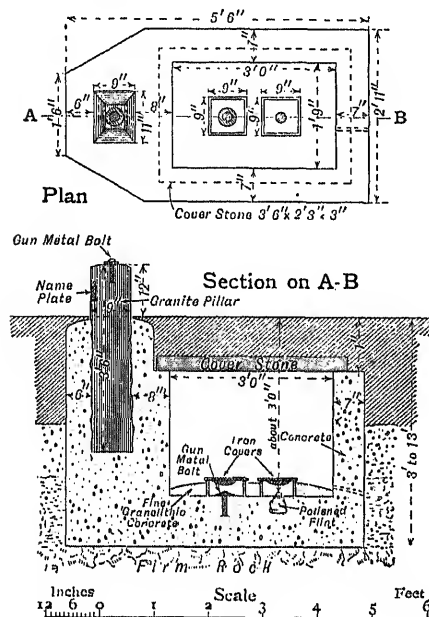 5'6"
9"
7"
3'0"
9"
9"
A
6"
8"
B
1'6"
11"
9"
9"
1'9"
7"
2'11"
7"
Plan
Cover Stone 3'6"x 2'3"x 3"
Gun Metal Bolt
Section on A-B
Name
Plate
12"
9"
Granite Pillar
Cover Stone
3'0"
6"
8"
7"
about 3'0"
Concrete
3' to 13'
Gun
Metal
Bolt
Iron
Covers
Fine
Granolithic
Concrete
Polished
Flint
Firm Rock
Inches
Scale
Feet
12 6 0 1 2 3 4 5 6